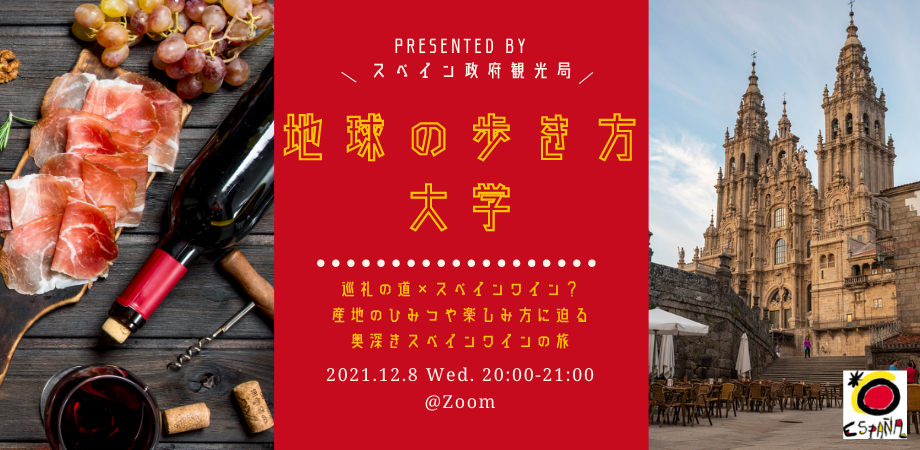 PRESENTED BY
スペイン政府観光局
地球の歩き方
大学
巡礼の道×スペインワイン?
産地のひみつや楽しみ方に迫る
奥深きスペインワインの旅
2021.12.8 Wed. 20:00-21:00
@Zoom
ESPAÑA